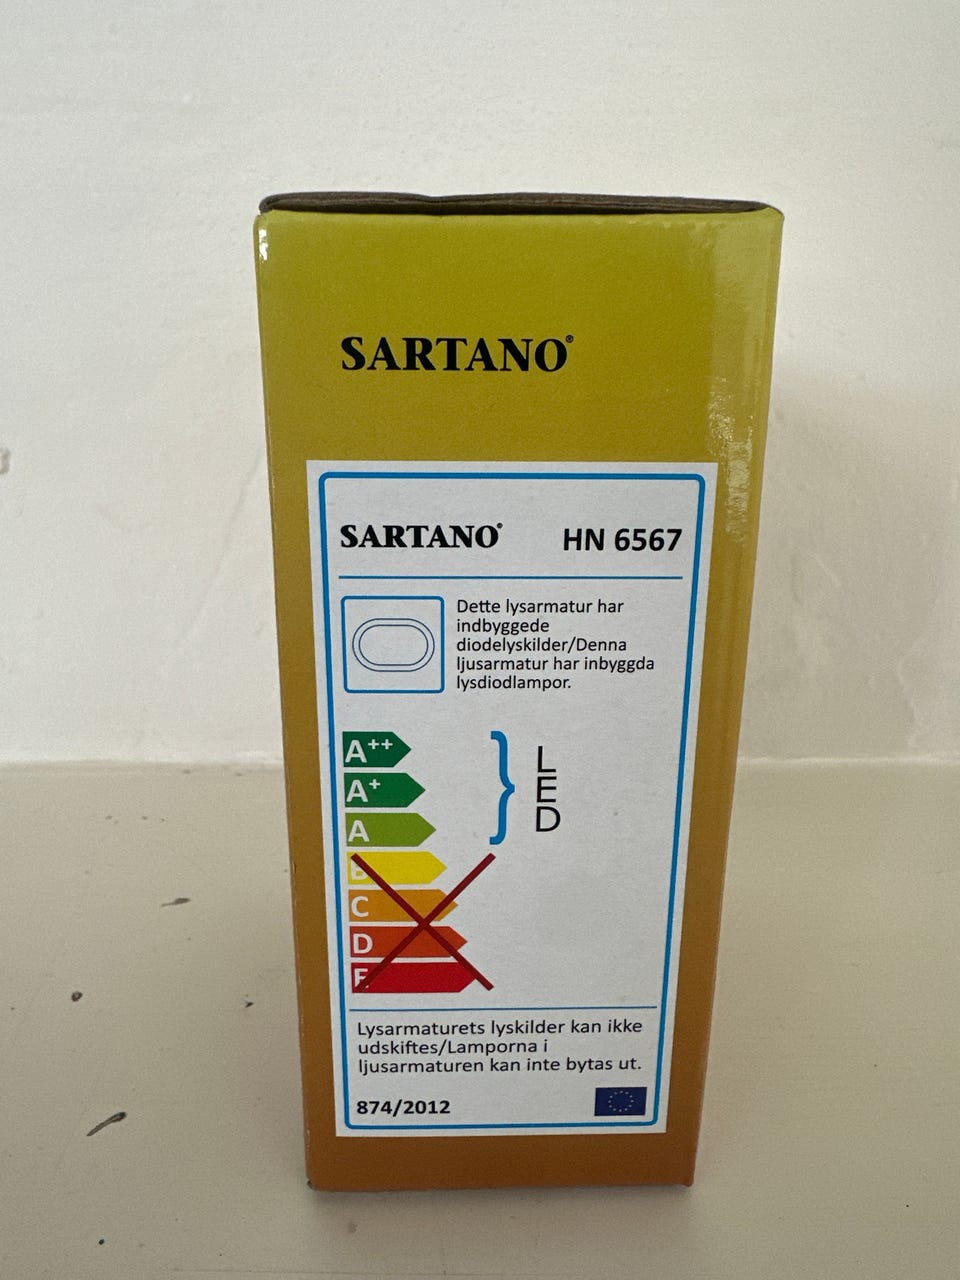 SARTANO®
SARTANO® HN 6567
Dette lysarmatur har
indbyggede
diodelyskilder/Denna
ljusarmatur har inbyggda
lysdiodlampor.
A++
A+
A
L
E
D
B
C
D
E
Lysarmaturets lyskilder kan ikke
udskiftes/Lamporna i
ljusarmaturen kan inte bytas ut.
874/2012